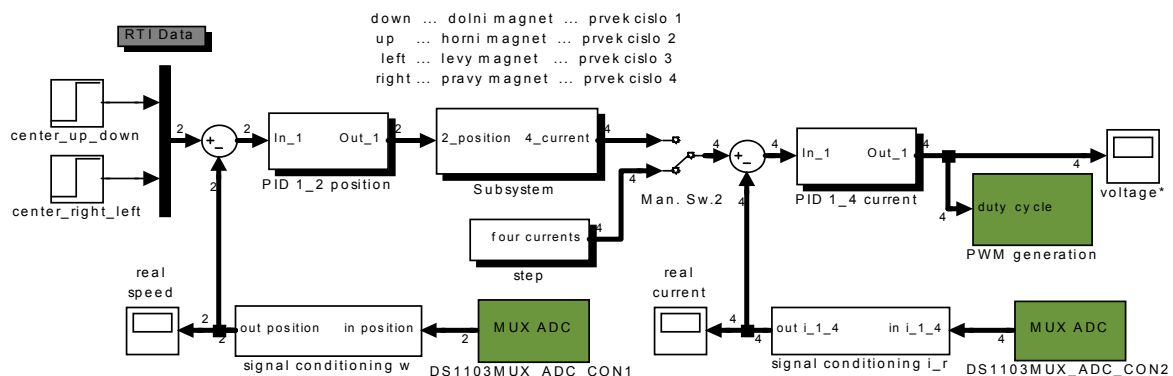 down ... dolni magnet ... prvek cislo 1
up ... horni magnet ... prvek cislo 2
left ... levy magnet ... prvek cislo 3
right ... pravy magnet ... prvek cislo 4
RTI Data
center_up_down
center_right_left
2
+
−
2
2
In_1 Out_1
PID 1_2 position
2
2_position 4_current
Subsystem
4
4
Man. Sw.2
4
four currents
step
4
+
−
4
4
In_1 Out_1
PID 1_4 current
4
4
voltage*
4
duty cycle
PWM generation
real
speed
2
2
out position in position
signal conditioning w
2
MUX ADC
DS1103MUX_ADC_CON1
real
current
4
4
out i_1_4 in i_1_4
signal conditioning i_r
4
MUX ADC
DS1103MUX_ADC_CON2